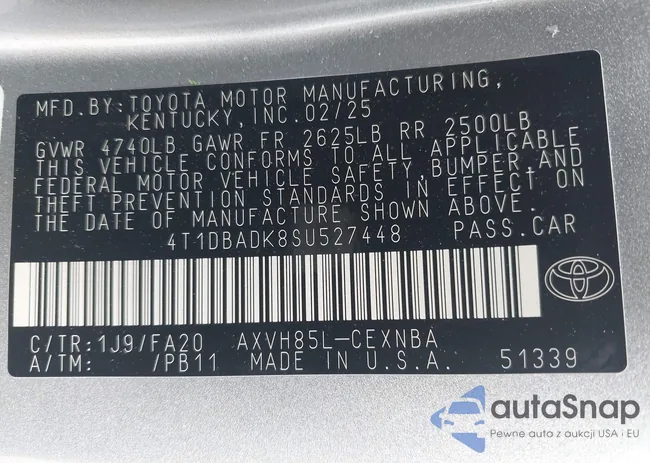 MFD.BY:TOYOTA MOTOR MANUFACTURING,
KENTUCKY, INC.02/25
GVWR 4740LB GAWR FR 2625LB RR 2500LB
THIS VEHICLE CONFORMS TO ALL APPLICABLE
FEDERAL MOTOR VEHICLE SAFETY,BUMPER,AND
THEFT PREVENTION STANDARDS IN EFFECT ON
THE DATE OF MANUFACTURE SHOWN ABOVE.
4T1DBADK8SU527448 PASS.CAR
C/TR:1J9/FA20 AXVH85L-CEXNBA
A/TM: /PB11 MADE IN U.S.A. 51339
autaSnap
Pewne auta z aukcji USA i EU